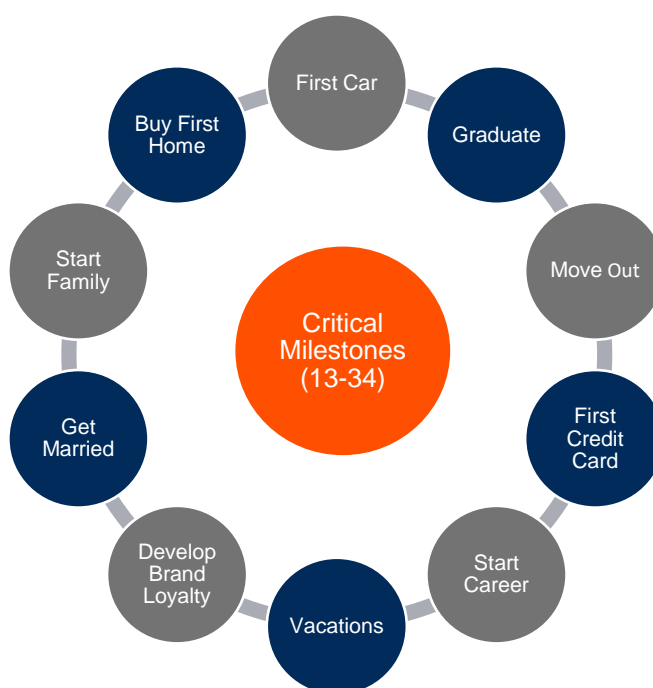 First Car
Graduate
Move Out
First
Credit
Card
Start
Career
Vacations
Develop
Brand
Loyalty
Get
Married
Start
Family
Buy First
Home
Critical
Milestones
(13-34)